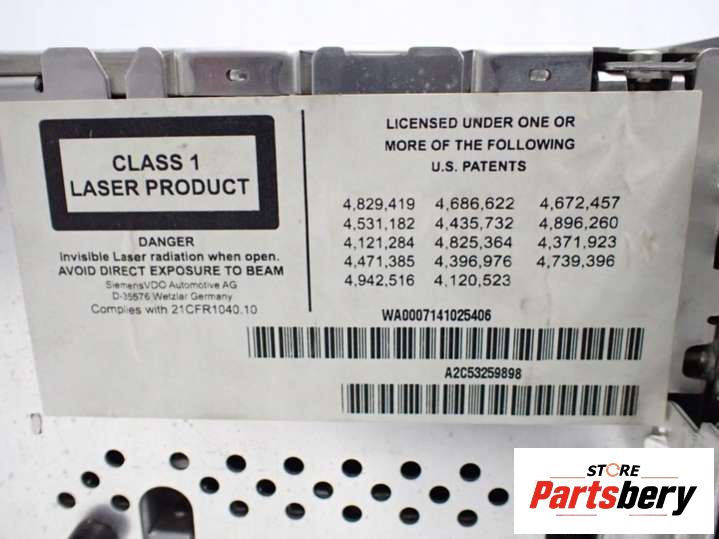 CLASS 1
LASER PRODUCT
DANGER
Invisible Laser radiation when open.
AVOID DIRECT EXPOSURE TO BEAM
SiemensVDO Automotive AG
D-35576 Wetzlar Germany
Complies with 21CFR1040.10
LICENSED UNDER ONE OR
MORE OF THE FOLLOWING
U.S. PATENTS
4,829,419 4,686,622 4,672,457
4,531,182 4,435,732 4,896,260
4,121,284 4,825,364 4,371,923
4,471,385 4,396,976 4,739,396
4,942,516 4,120,523
WA0007141025406
A2C53259898
STORE
Partsbery